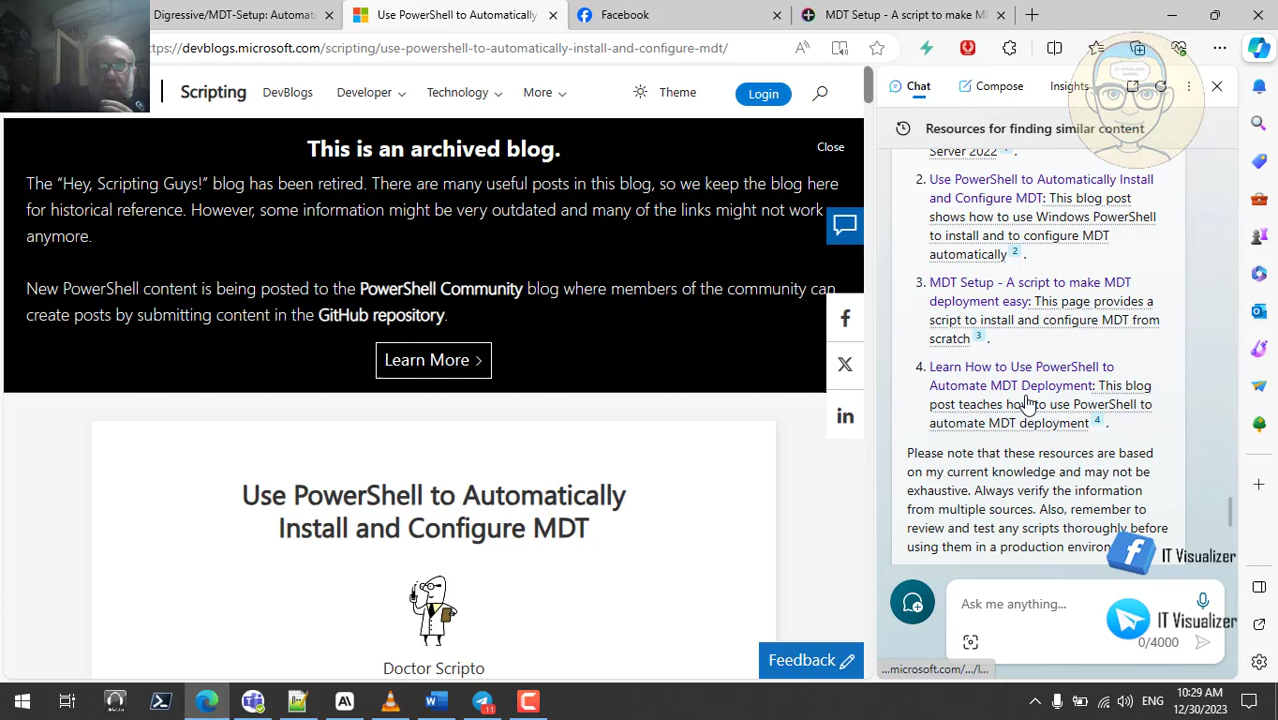 Digressive/MDT-Setup: Automat
Use PowerShell to Automatically
Facebook
MDT Setup - A script to make M
ttps://devblogs.microsoft.com/scripting/use-powershell-to-automatically-install-and-configure-mdt/
Scripting
DevBlogs
Developer
Technology
More
Theme
Login
This is an archived blog.
Close
The “Hey, Scripting Guys!” blog has been retired. There are many useful posts in this blog, so we keep the blog here
for historical reference. However, some information might be very outdated and many of the links might not work
anymore.
New PowerShell content is being posted to the PowerShell Community blog where members of the community can
create posts by submitting content in the GitHub repository.
Learn More
Use PowerShell to Automatically
Install and Configure MDT
Doctor Scripto
Feedback
Chat
Compose
Insights
Resources for finding similar content
Server 2022
2. Use PowerShell to Automatically Install
and Configure MDT: This blog post
shows how to use Windows PowerShell
to install and to configure MDT
automatically 2 .
3. MDT Setup - A script to make MDT
deployment easy: This page provides a
script to install and configure MDT from
scratch 3 .
4. Learn How to Use PowerShell to
Automate MDT Deployment: This blog
post teaches how to use PowerShell to
automate MDT deployment 4 .
Please note that these resources are based
on my current knowledge and may not be
exhaustive. Always verify the information
from multiple sources. Also, remember to
review and test any scripts thoroughly before
using them in a production environ
IT Visualizer
Ask me anything...
IT Visualizer
0/4000
...microsoft.com/.../l...
ENG
10:29 AM
12/30/2023